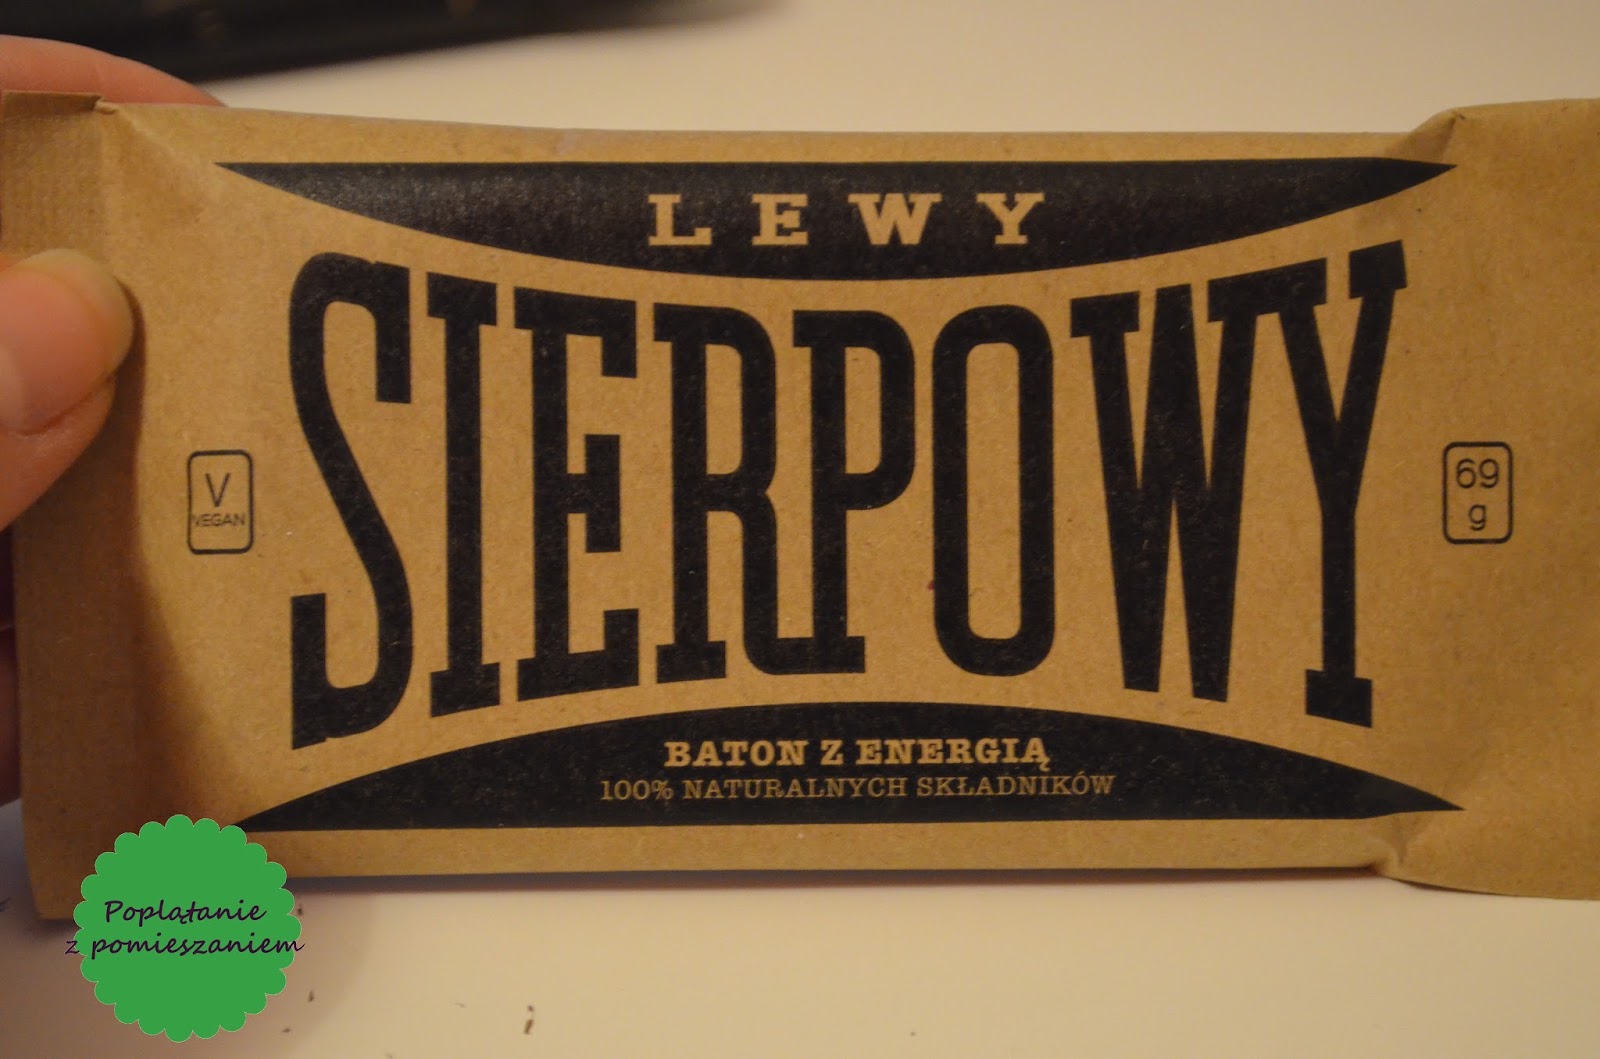 LEWY
SIERPOWY
V
VEGAN
69
g
BATON Z ENERGIĄ
100% NATURALNYCH SKŁADNIKÓW
Poplątanie
z pomieszaniem